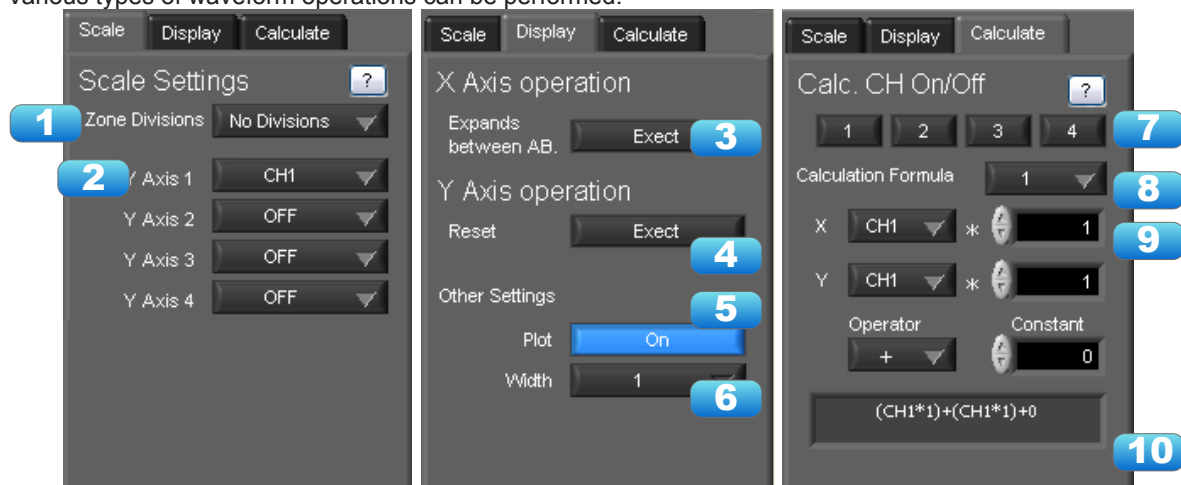 various types of waveform operations can be performed.
Scale Display Calculate
Scale Settings ?
1 Zone Divisions No Divisions
2 Y Axis 1 CH1
Y Axis 2 OFF
Y Axis 3 OFF
Y Axis 4 OFF
Scale Display Calculate
X Axis operation
Expands
between AB. Exect 3
Y Axis operation
Reset Exect
4
Other Settings
5
Plot On
Width 1
6
Scale Display Calculate
Calc. CH On/Off ?
1 2 3 4 7
Calculation Formula 1 8
X CH1 * 1 9
Y CH1 * 1
Operator Constant
+ 0
(CH1*1)+(CH1*1)+0
10